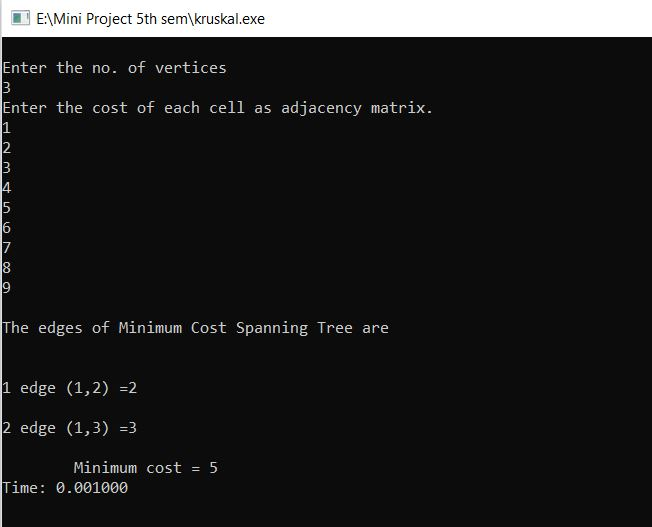 E:\Mini Project 5th sem\kruskal.exe
Enter the no. of vertices
3
Enter the cost of each cell as adjacency matrix.
1
2
3
4
5
6
7
8
9
The edges of Minimum Cost Spanning Tree are
1 edge (1,2) =2
2 edge (1,3) =3
Minimum cost = 5
Time: 0.001000